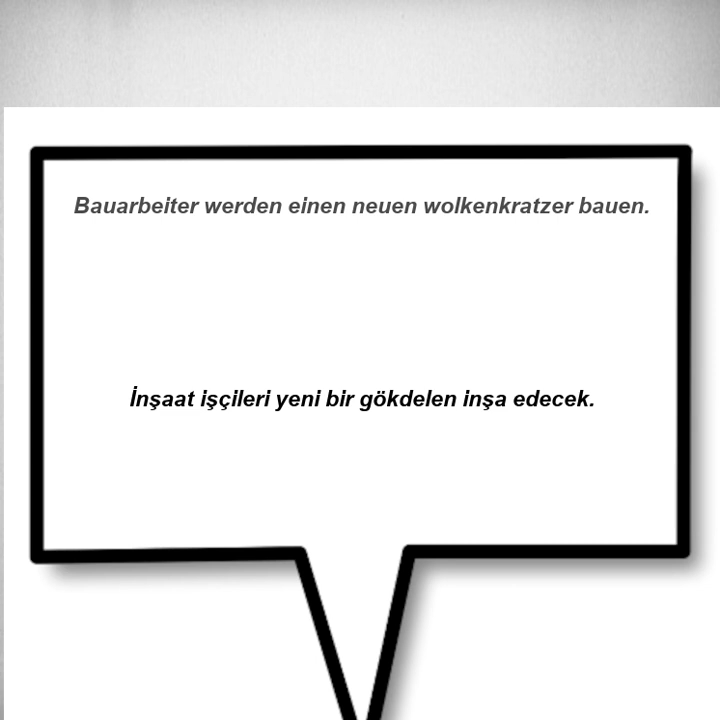 Bauarbeiter werden einen neuen wolkenkratzer bauen.
İnşaat işçileri yeni bir gökdelen inşa edecek.